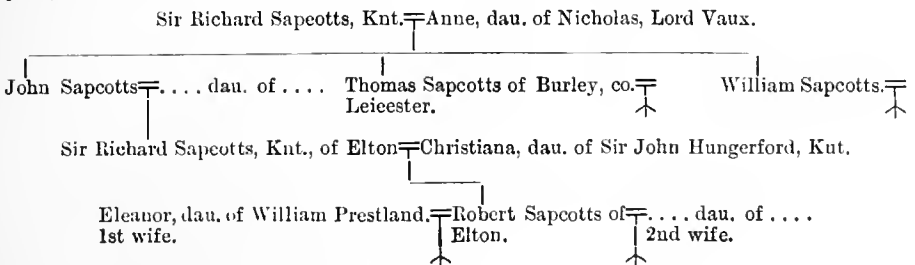 Sir Richard Sapcotts, Knt.=Anne, dau. of Nicholas, Lord Vaux.
John Sapcotts=.... dau. of .... Thomas Sapcotts of Burley, co.= William Sapcotts.=
Leicester.
Sir Richard Sapcotts, Knt., of Elton=Christiana, dau. of Sir John Hungerford, Knt.
Eleanor, dau. of William Prestland.=Robert Sapcotts of=.... dau. of ....
1st wife. Elton. 2nd wife.